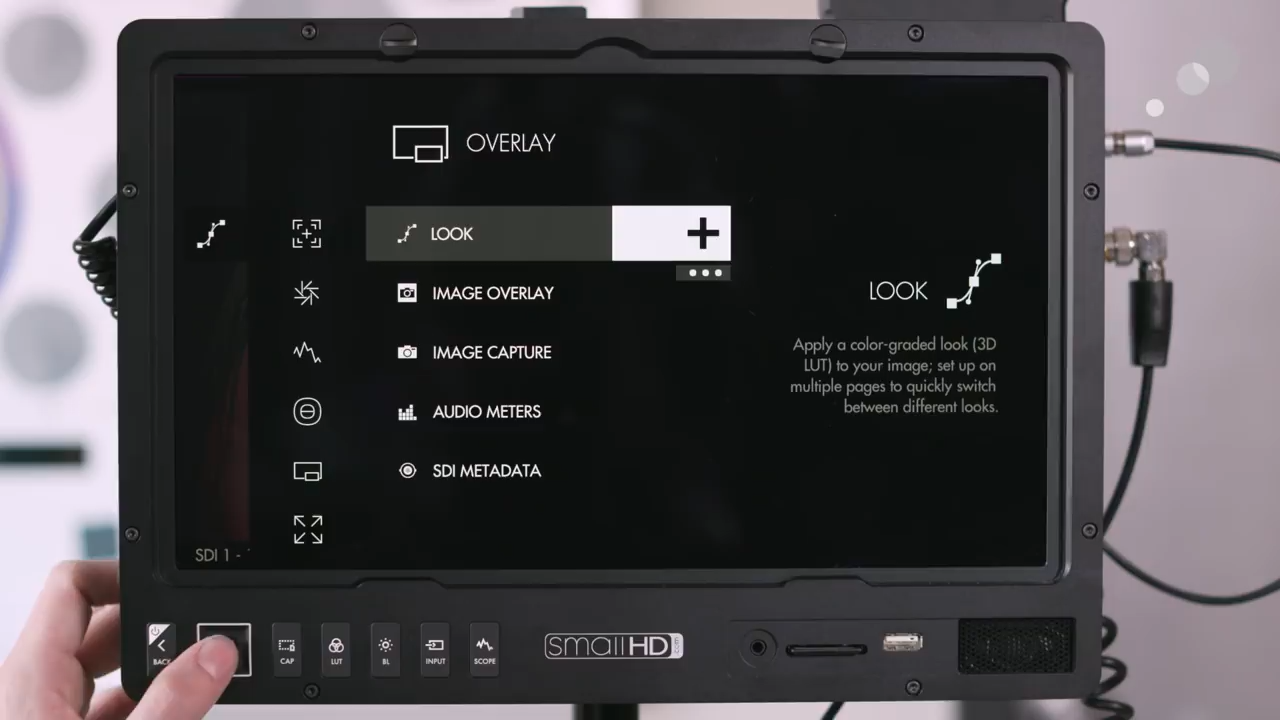 OVERLAY
LOOK
IMAGE OVERLAY
IMAGE CAPTURE
AUDIO METERS
SDI METADATA
LOOK
Apply a color-graded look (3D
LUT) to your image; set up on
multiple pages to quickly switch
between different looks.
SDI 1 -
BACK
CAP
LUT
BL
INPUT
SCOPE
smallHD.com